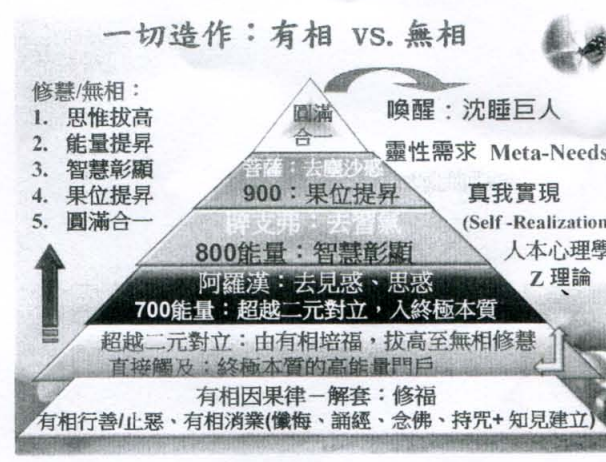 一切造作：有相 VS. 無相
修慧/無相：
1. 思惟拔高
2. 能量提昇
3. 智慧彰顯
4. 果位提昇
5. 圓滿合一
圓滿
合一
喚醒：沈睡巨人
靈性需求 Meta-Needs
真我實現
(Self -Realization
人本心理學
Z 理論
菩薩：去塵沙惑
900：果位提昇
辟支弗：去習氣
800能量：智慧彰顯
阿羅漢：去見惑、思惑
700能量：超越二元對立，入終極本質
超越二元對立：由有相培福，拔高至無相修慧
直接觸及：終極本質的高能量門戶
有相因果律－解套：修福
有相行善/止惡、有相消業(懺悔、誦經、念佛、持咒+ 知見建立)